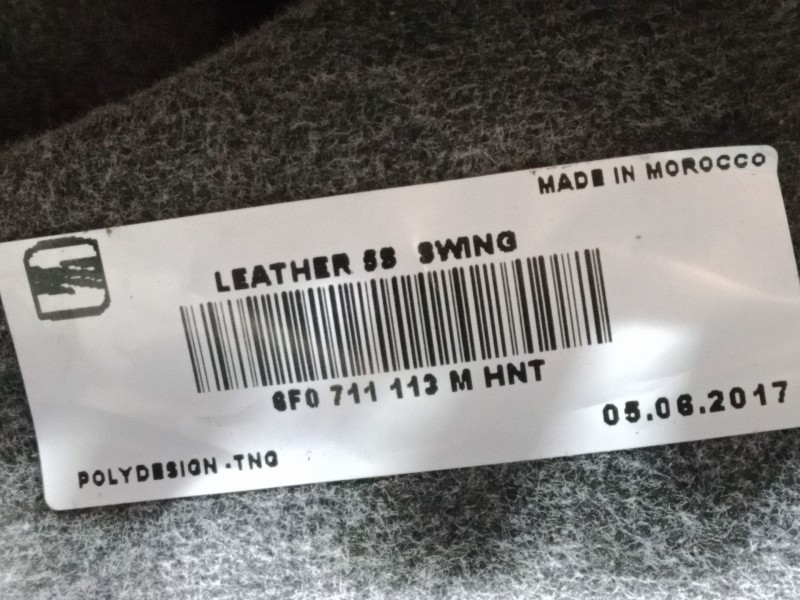 MADE IN MOROCCO
LEATHER 5S SWING
6F0 711 113 M HNT
05.06.2017
POLYDESIGN -TNG